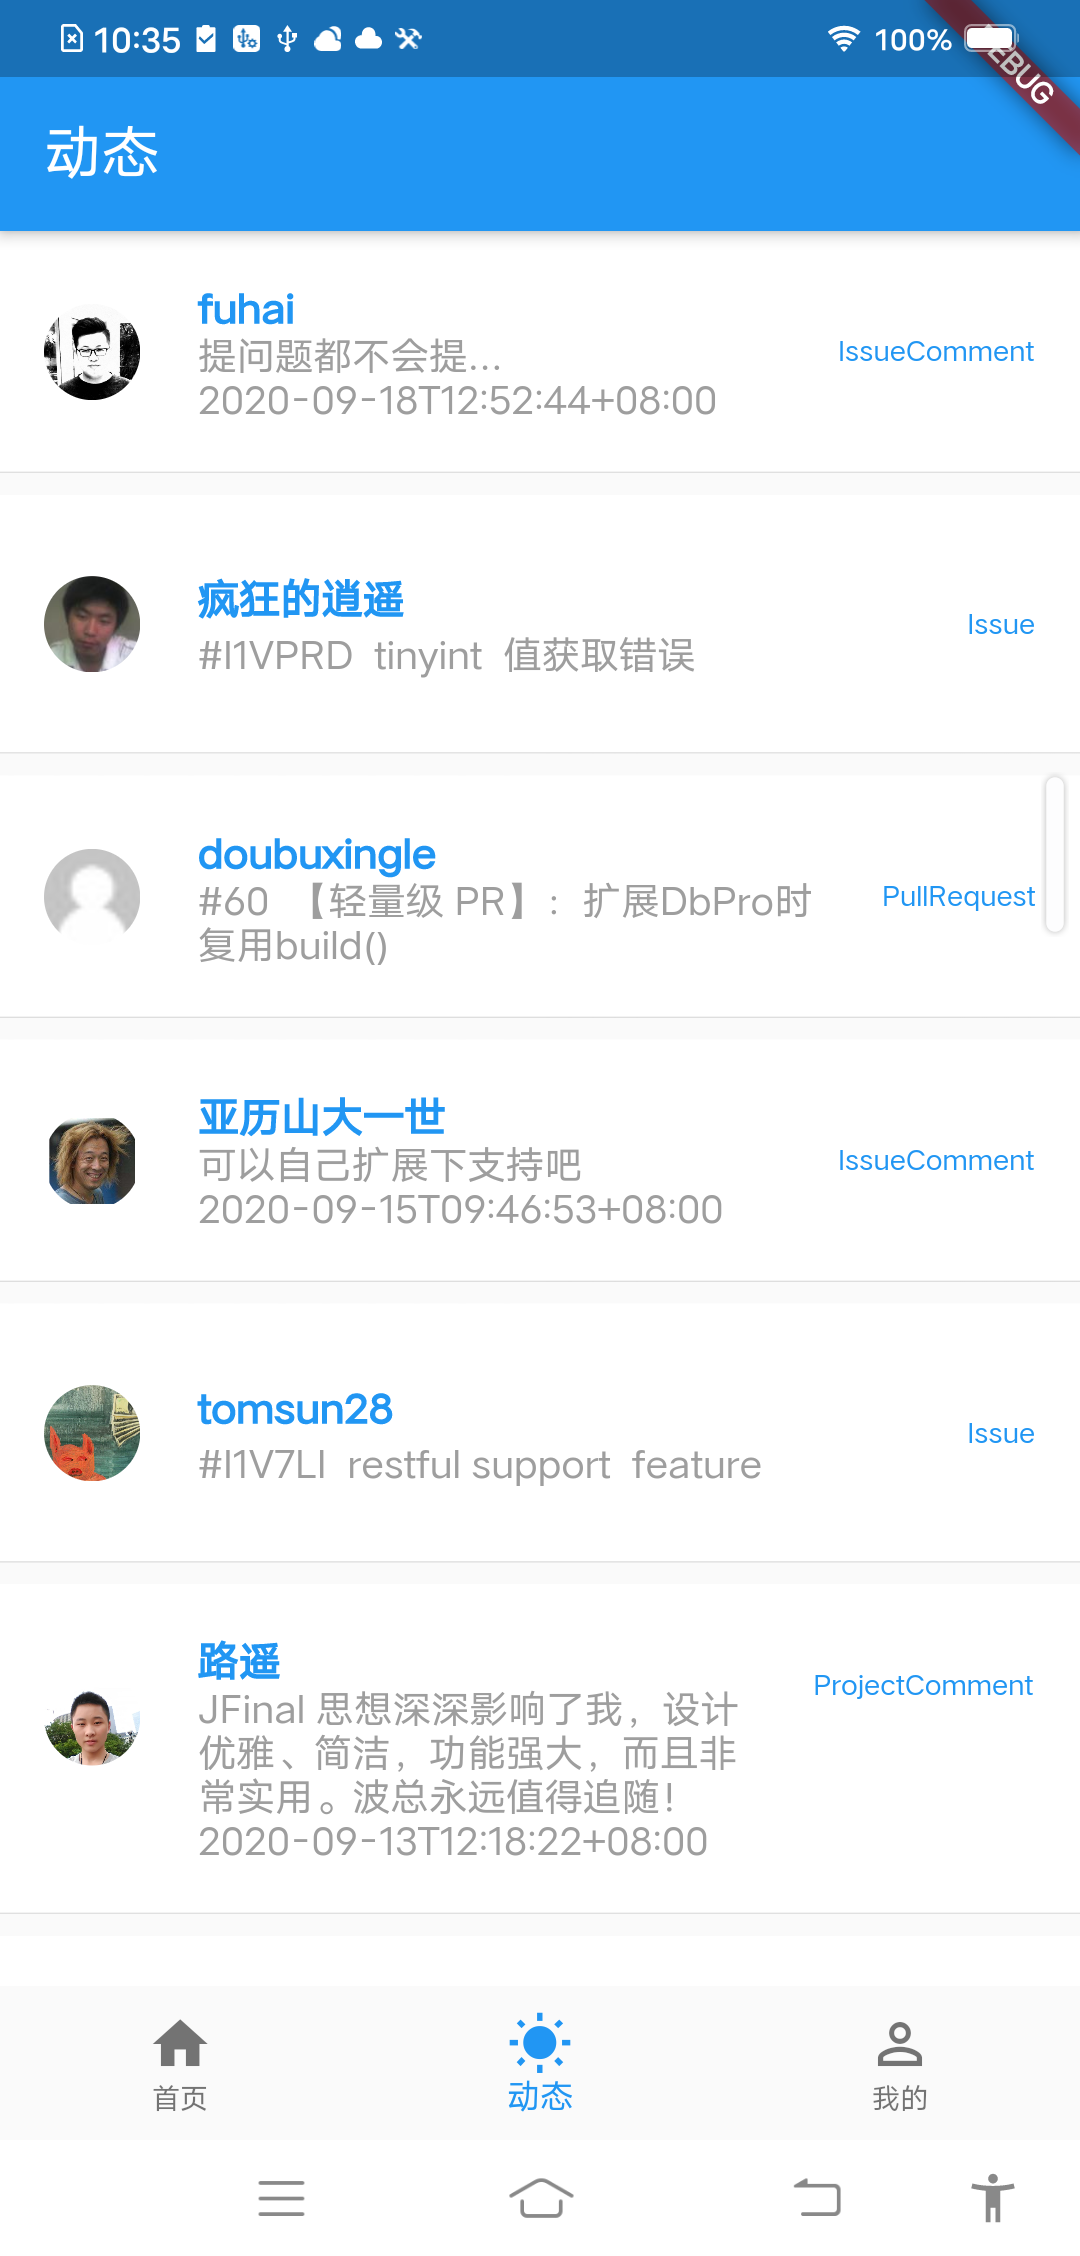 10:35
100%
EBUG
动态
fuhai
提问题都不会提...
2020-09-18T12:52:44+08:00
IssueComment
疯狂的逍遥
#I1VPRD tinyint 值获取错误
Issue
doubuxingle
#60 【轻量级 PR】：扩展DbPro时
复用build()
PullRequest
亚历山大一世
可以自己扩展下支持吧
2020-09-15T09:46:53+08:00
IssueComment
tomsun28
#I1V7LI restful support feature
Issue
路遥
JFinal 思想深深影响了我，设计
优雅、简洁，功能强大，而且非
常实用。波总永远值得追随！
2020-09-13T12:18:22+08:00
ProjectComment
首页
动态
我的